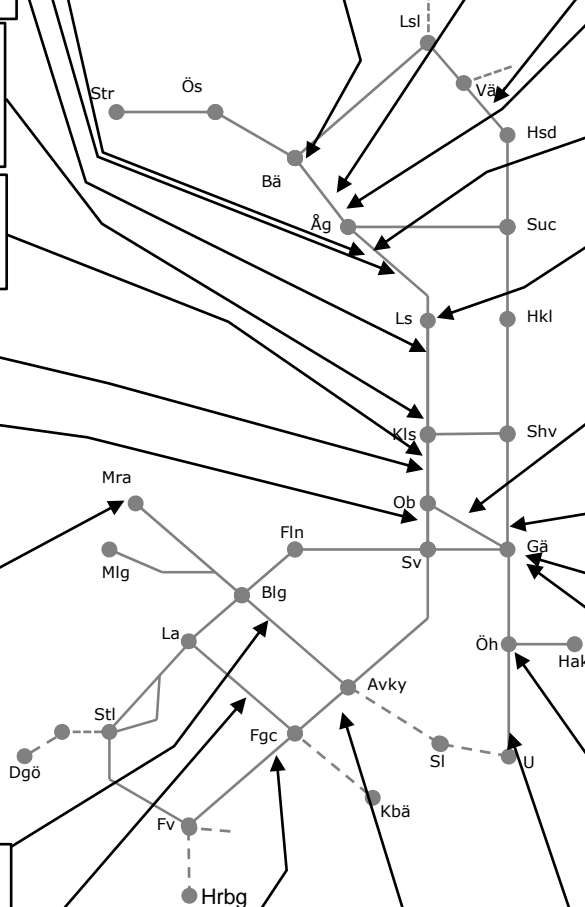 Lsl
Vä
Str
Ös
Hsd
Bä
Åg
Suc
Ls
Hkl
Kls
Shv
Mra
Ob
Fln
Sv
Gä
Mlg
Blg
La
Öh
Hak
Avky
Stl
Fgc
Sl
U
Dgö
Kbä
Fv
Hrbg